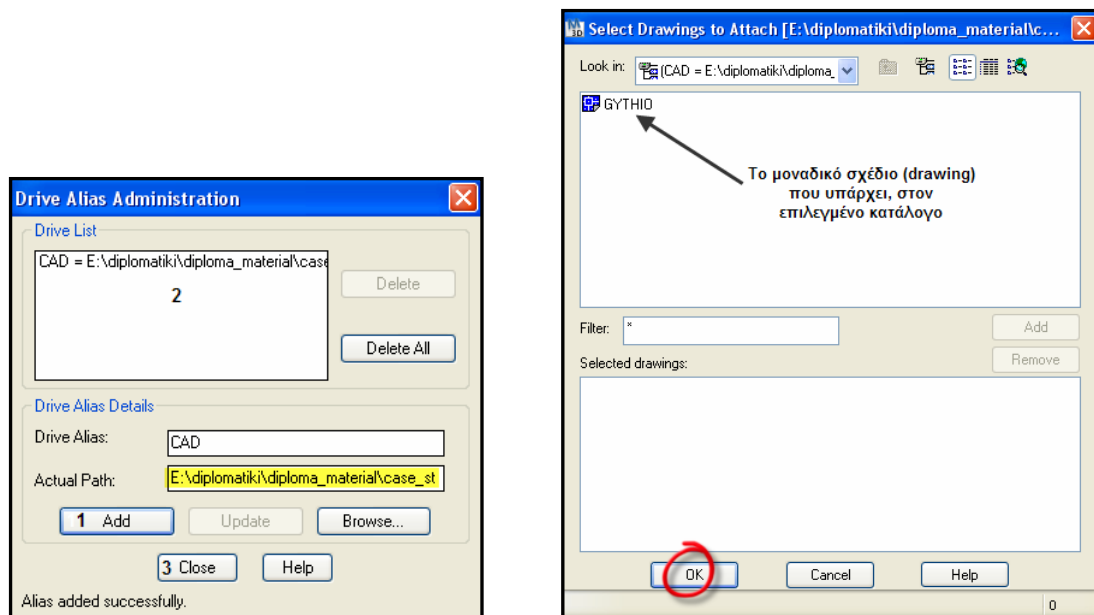 Drive Alias Administration
Drive List
CAD = E:\diplomatiki\diploma_material\case
2
Delete
Delete All
Drive Alias Details
Drive Alias:
CAD
Actual Path:
E:\diplomatiki\diploma_material\case_st
1 Add
Update
Browse...
3 Close
Help
Alias added successfully.
Select Drawings to Attach [E:\diplomatiki\diploma_material\c...
Look in:
(CAD = E:\diplomatiki\diploma_
GYTHIO
Το μοναδικό σχέδιο (drawing)
που υπάρχει, στον
επιλεγμένο κατάλογο
Filter:
*
Add
Selected drawings:
Remove
OK
Cancel
Help
0